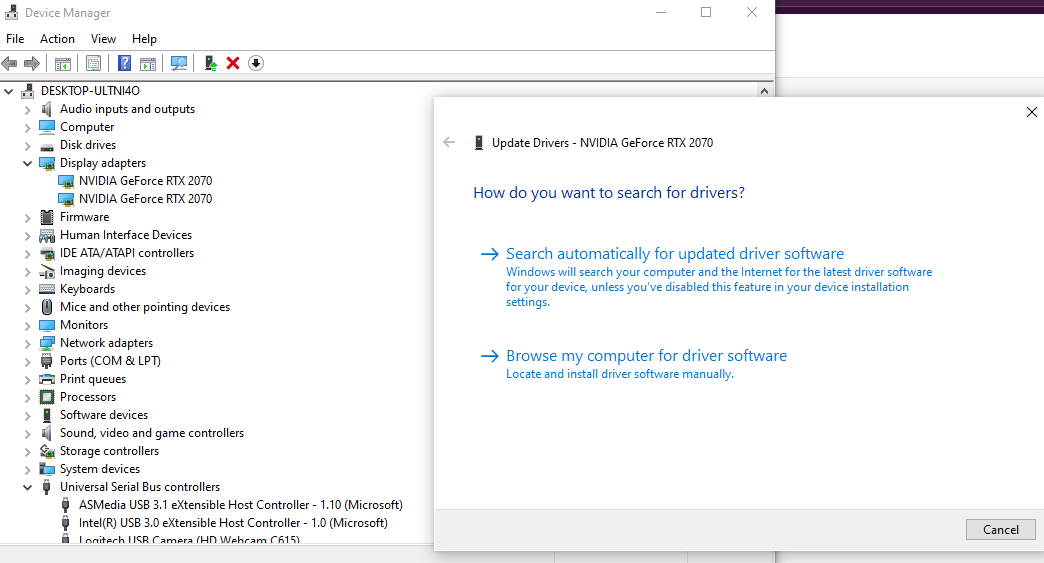 Device Manager
File Action View Help
DESKTOP-ULTNI4O
Audio inputs and outputs
Computer
Disk drives
Display adapters
NVIDIA GeForce RTX 2070
NVIDIA GeForce RTX 2070
Firmware
Human Interface Devices
IDE ATA/ATAPI controllers
Imaging devices
Keyboards
Mice and other pointing devices
Monitors
Network adapters
Ports (COM & LPT)
Print queues
Processors
Software devices
Sound, video and game controllers
Storage controllers
System devices
Universal Serial Bus controllers
ASMedia USB 3.1 eXtensible Host Controller - 1.10 (Microsoft)
Intel(R) USB 3.0 eXtensible Host Controller - 1.0 (Microsoft)
Logitech USB Camera (HD Webcam C615)
Update Drivers - NVIDIA GeForce RTX 2070
How do you want to search for drivers?
Search automatically for updated driver software
Windows will search your computer and the Internet for the latest driver software
for your device, unless you've disabled this feature in your device installation
settings.
Browse my computer for driver software
Locate and install driver software manually.
Cancel